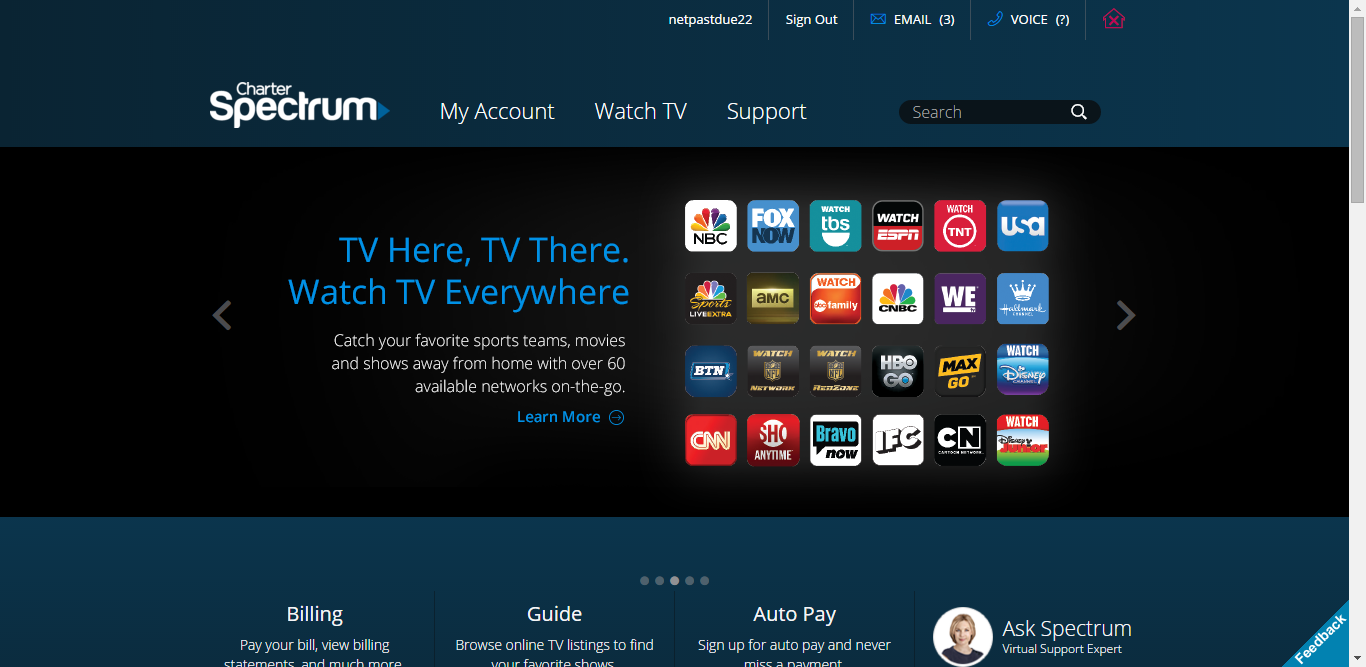 netpastdue22
Sign Out
EMAIL (3)
VOICE (?)
Charter
Spectrum
My Account
Watch TV
Support
Search
TV Here, TV There.
Watch TV Everywhere
Catch your favorite sports teams, movies
and shows away from home with over 60
available networks on-the-go.
Learn More
NBC
FOX
NOW
WATCH
tbs
WATCH
ESPN
WATCH
TNT
usa
Sports
LIVE EXTRA
amc
WATCH
abc family
CNBC
WE
tv
Hallmark
CHANNEL
BTN
WATCH
NFL
NETWORK
WATCH
NFL
REDZONE
HBO
GO
MAX
GO
WATCH
Disney
CHANNEL
CNN
SHO
ANYTIME
Bravo
now
IFC
CN
CARTOON NETWORK
WATCH
Disney
Junior
Billing
Pay your bill, view billing
statements, and much more
Guide
Browse online TV listings to find
your favorite shows
Auto Pay
Sign up for auto pay and never
miss a payment
Ask Spectrum
Virtual Support Expert
Feedback